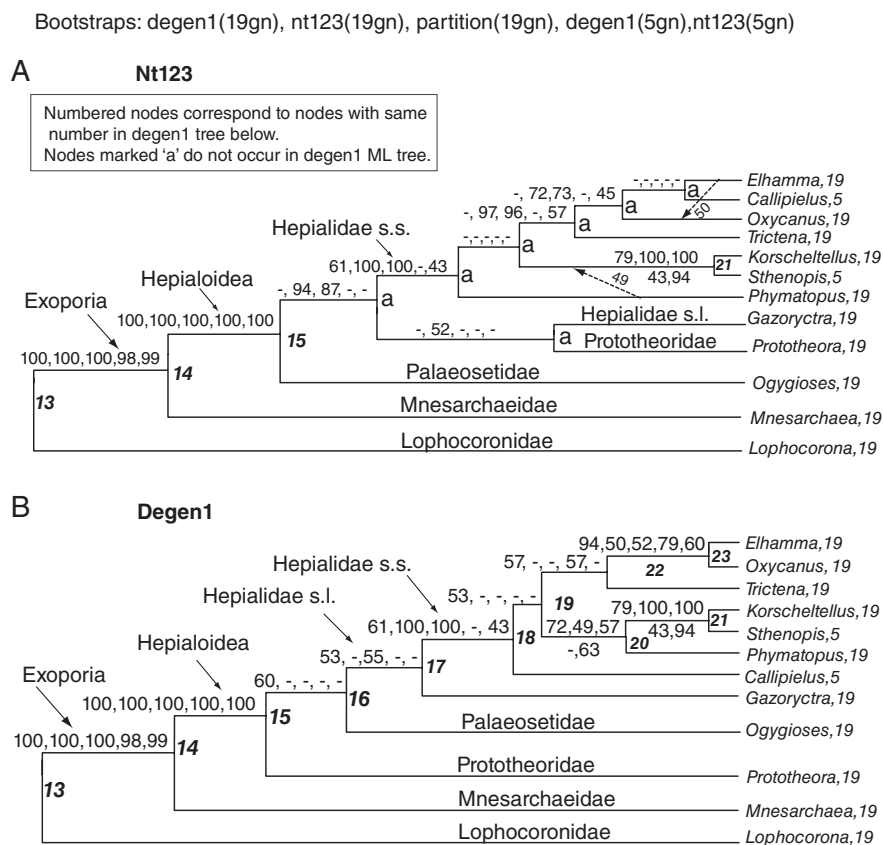 Bootstraps: degen1(19gn), nt123(19gn), partition(19gn), degen1(5gn),nt123(5gn)
A
Nt123
Numbered nodes correspond to nodes with same
number in degen1 tree below.
Nodes marked 'a' do not occur in degen1 ML tree.
-,-,-,-,-
a
Elhamma,19
Callipielus,5
-, 72,73, -, 45
a
50
Oxycanus,19
-, 97, 96, -, 57
a
Trictena,19
Hepialidae s.s.
-,-,-,-,-
a
79,100,100
21
43,94
Korscheltellus,19
Sthenopis,5
61,100,100,-,43
a
49
Phymatopus,19
Hepialoidea
-, 94, 87, -, -
a
Hepialidae s.l.
Gazoryctra,19
Exoporia
100,100,100,100,100
-, 52, -, -, -
a
Prototheoridae
Prototheora,19
15
100,100,100,98,99
Palaeosetidae
Ogygioses,19
14
Mnesarchaeidae
Mnesarchaea,19
13
Lophocoronidae
Lophocorona,19
B
Degen1
94,50,52,79,60
23
Elhamma,19
Oxycanus, 19
57, -, -, 57, -
22
Trictena,19
Hepialidae s.s.
53, -, -, -, -
19
79,100,100
21
43,94
Korscheltellus,19
Sthenopis,5
Hepialidae s.l.
61,100,100, -, 43
18
72,49,57
20
-,63
Phymatopus,19
Hepialoidea
53, -,55, -, -
17
Callipielus,5
Exoporia
60, -, -, -, -
16
Gazoryctra,19
100,100,100,100,100
15
Palaeosetidae
Ogygioses,19
100,100,100,98,99
14
Prototheoridae
Prototheora,19
13
Mnesarchaeidae
Mnesarchaea,19
Lophocoronidae
Lophocorona,19